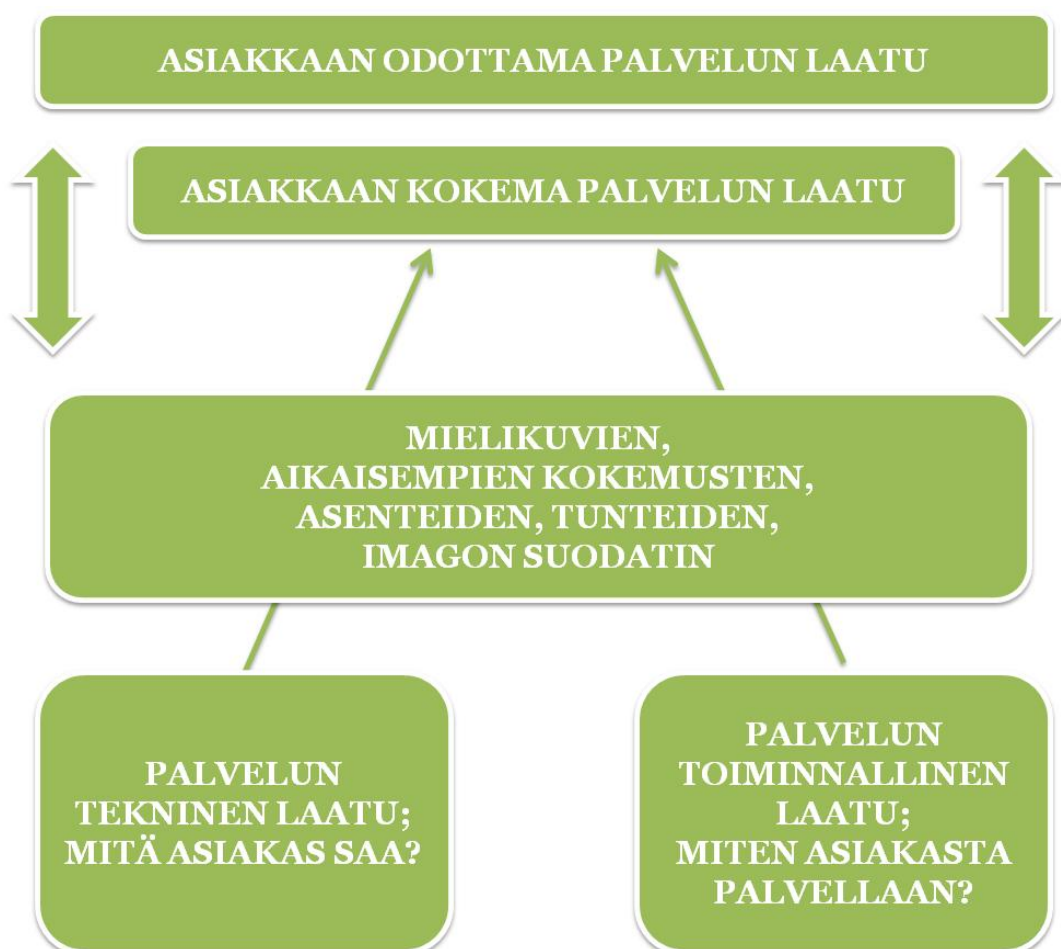 ASIAKKAAN ODOTTAMA PALVELUN LAATU
ASIAKKAAN KOKEMA PALVELUN LAATU
MIELIKUVIEN,
AIKAISEMPIEN KOKEMUSTEN,
ASENTEIDEN, TUNTEIDEN,
IMAGON SUODATIN
PALVELUN
TEKNINEN LAATU;
MITÄ ASIAKAS SAA?
PALVELUN
TOIMINNALLINEN
LAATU;
MITEN ASIAKASTA
PALVELLAAN?